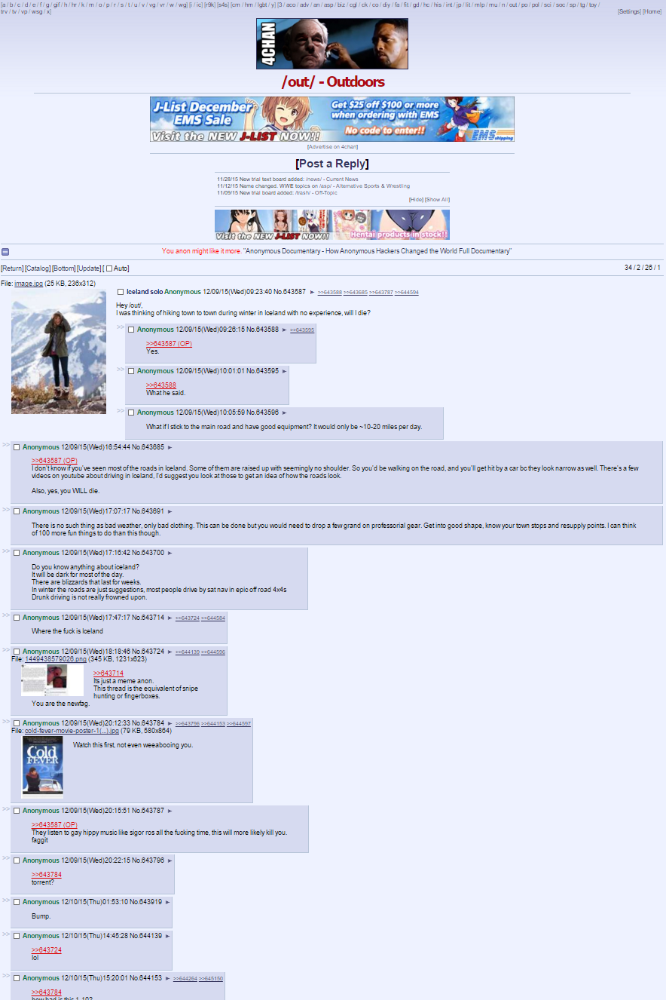 [a / b / c / d / e / f / g / gif / h / hr / k / m / o / p / r / s / t / u / v / vg / vr / w / wg] [i / ic] [r9k] [s4s] [cm / hm / lgbt / y] [3 / aco / adv / an / asp / biz / cgl / ck / co / diy / fa / fit / gd / hc / his / int / jp / lit / mlp / mu / n / out / po / pol / sci / soc / sp / tg / toy /
trv / tv / vp / wsg / x]
[Settings] [Home]
4CHAN
/out/ - Outdoors
J-List December
EMS Sale
Visit the NEW J-LIST NOW!!
Get $25 off $100 or more
when ordering with EMS
No code to enter!!
EMS shipping
[Advertise on 4chan]
[Post a Reply]
11/28/15 New trial text board added: /news/ - Current News
11/12/15 Name changed. WWE topics on /asp/ - Alternative Sports & Wrestling
11/09/15 New trial board added: /trash/ - Off-Topic
[Hide] [Show All]
Visit the NEW J-LIST NOW!!
Hentai products in stock!!
You anon might like it more. "Anonymous Documentary - How Anonymous Hackers Changed the World Full Documentary"
[Return] [Catalog] [Bottom] [Update] [ Auto]
34 / 2 / 26 / 1
File: image.jpg (25 KB, 236x312)
Iceland solo Anonymous 12/09/15(Wed)09:23:40 No.643587 ► >>643588 >>643685 >>643787 >>644594
Hey /out/,
I was thinking of hiking town to town during winter in Iceland with no experience, will I die?
>> Anonymous 12/09/15(Wed)09:26:15 No.643588 ► >>643595
>>643587 (OP)
Yes.
>> Anonymous 12/09/15(Wed)10:01:01 No.643595 ►
>>643588
What he said.
>> Anonymous 12/09/15(Wed)10:05:59 No.643596 ►
What if I stick to the main road and have good equipment? It would only be ~10-20 miles per day.
>> Anonymous 12/09/15(Wed)16:54:44 No.643685 ►
>>643587 (OP)
I don't know if you've seen most of the roads in Iceland. Some of them are raised up with seemingly no shoulder. So you'd be walking on the road, and you'll get hit by a car bc they look narrow as well. There's a few
videos on youtube about driving in Iceland, I'd suggest you look at those to get an idea of how the roads look.
Also, yes, you WILL die.
>> Anonymous 12/09/15(Wed)17:07:17 No.643691 ►
There is no such thing as bad weather, only bad clothing. This can be done but you would need to drop a few grand on professorial gear. Get into good shape, know your town stops and resupply points. I can think
of 100 more fun things to do than this though.
>> Anonymous 12/09/15(Wed)17:16:42 No.643700 ►
Do you know anything about iceland?
It will be dark for most of the day.
There are blizzards that last for weeks.
In winter the roads are just suggestions, most people drive by sat nav in epic off road 4x4s
Drunk driving is not really frowned upon.
>> Anonymous 12/09/15(Wed)17:47:17 No.643714 ► >>643724 >>644584
Where the fuck is Iceland
>> Anonymous 12/09/15(Wed)18:18:46 No.643724 ► >>644139 >>644596
File: 1449438579026.png (345 KB, 1231x623)
>>643714
Its just a meme anon.
This thread is the equivalent of snipe
hunting or fingerboxes.
You are the newfag.
>> Anonymous 12/09/15(Wed)20:12:33 No.643784 ► >>643796 >>644153 >>644597
File: cold-fever-movie-poster-1(...).jpg (79 KB, 580x864)
Cold
FEVER
Watch this first, not even weeabooing you.
>> Anonymous 12/09/15(Wed)20:15:51 No.643787 ►
>>643587 (OP)
They listen to gay hippy music like sigor ros all the fucking time, this will more likely kill you.
faggit
>> Anonymous 12/09/15(Wed)20:22:15 No.643796 ►
>>643784
torrent?
>> Anonymous 12/10/15(Thu)01:53:10 No.643919 ►
Bump.
>> Anonymous 12/10/15(Thu)14:45:28 No.644139 ►
>>643724
lol
>> Anonymous 12/10/15(Thu)15:20:01 No.644153 ► >>644264 >>645150
>>643784
how bad is this 1-10?